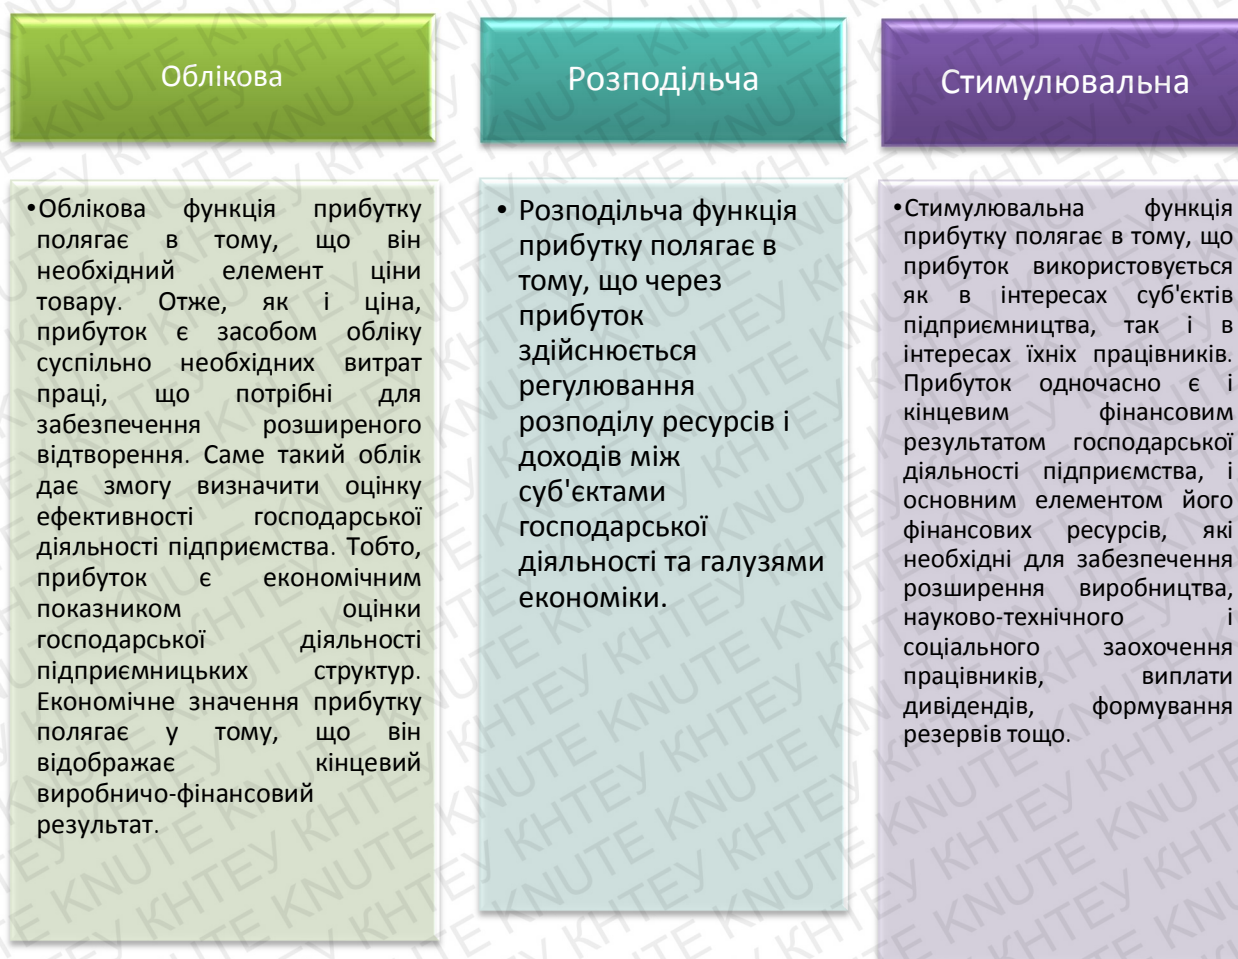 Облікова
•Облікова функція прибутку
полягає в тому, що він
необхідний елемент ціни
товару. Отже, як і ціна,
прибуток є засобом обліку
суспільно необхідних витрат
праці, що потрібні для
забезпечення розширеного
відтворення. Саме такий облік
дає змогу визначити оцінку
ефективності господарської
діяльності підприємства. Тобто,
прибуток є економічним
показником оцінки
господарської діяльності
підприємницьких структур.
Економічне значення прибутку
полягає у тому, що він
відображає кінцевий
виробничо-фінансовий
результат.
Розподільча
• Розподільча функція
прибутку полягає в
тому, що через
прибуток
здійснюється
регулювання
розподілу ресурсів і
доходів між
суб'єктами
господарської
діяльності та галузями
економіки.
Стимулювальна
•Стимулювальна функція
прибутку полягає в тому, що
прибуток використовується
як в інтересах суб'єктів
підприємництва, так і в
інтересах їхніх працівників.
Прибуток одночасно є і
кінцевим фінансовим
результатом господарської
діяльності підприємства, і
основним елементом його
фінансових ресурсів, які
необхідні для забезпечення
розширення виробництва,
науково-технічного і
соціального заохочення
працівників, виплати
дивідендів, формування
резервів тощо.